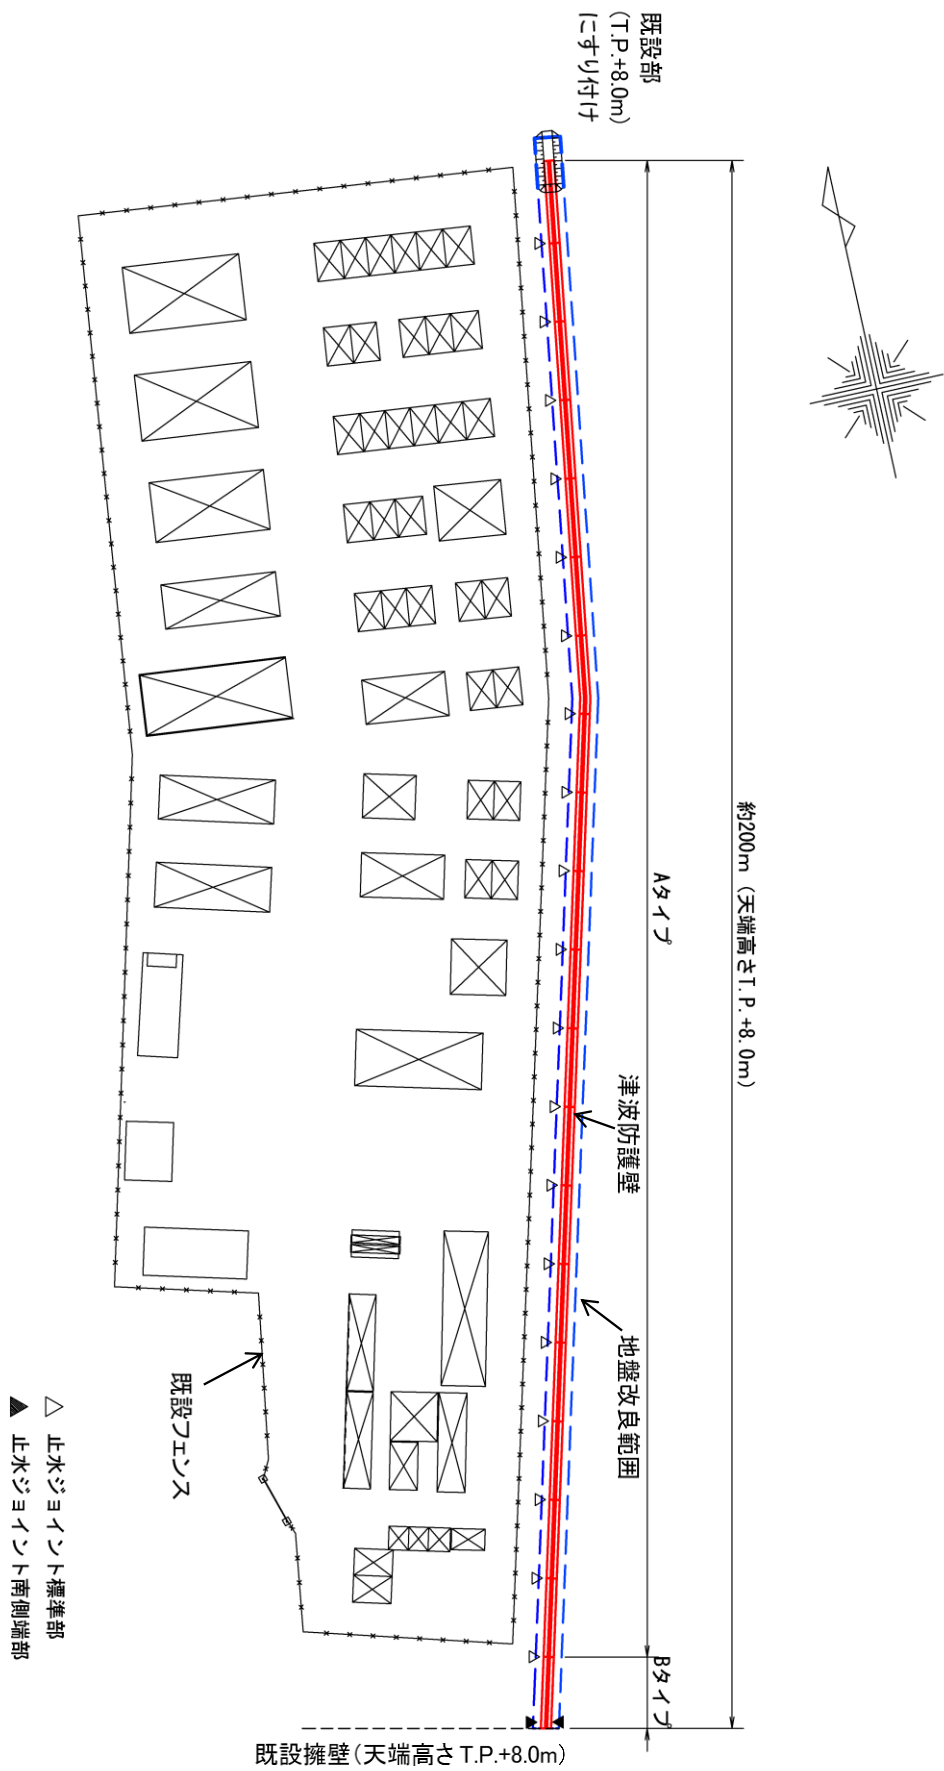 既設部
(T.P.+8.0m)
にすり付け
約200m（天端高さT.P.+8.0m）
Aタイプ
津波防護壁
地盤改良範囲
既設フェンス
Bタイプ
△ 止水ジョイント標準部
▲ 止水ジョイント南側端部
既設擁壁(天端高さT.P.+8.0m)